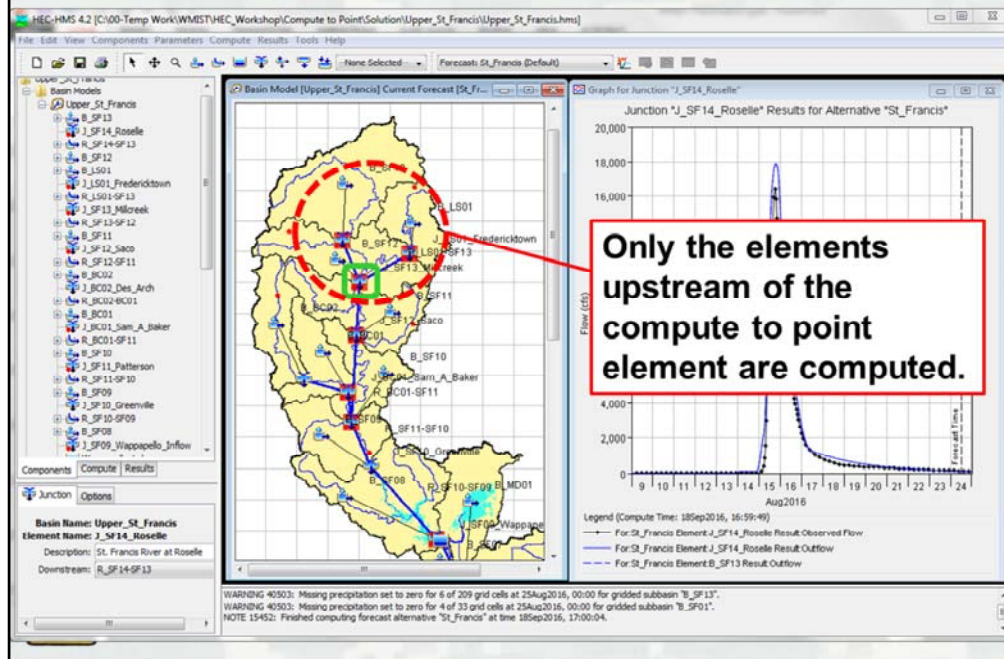 HEC-HMS 4.2 [C:\00-Temp Work\WMIST\HEC_Workshop\Compute to Point\Solution\Upper_St_Francis\Upper_St_Francis.hms]
File Edit View Components Parameters Compute Results Tools Help
None Selected
Forecast: St_Francis (Default)
Upper_St_Francis
Basin Models
Upper_St_Francis
B_SF13
J_SF14_Roselle
R_SF14-SF13
B_SF12
B_LS01
J_LS01_Fredericktown
R_LS01-SF13
J_SF13_Millcreek
R_SF13-SF12
B_SF11
J_SF12_Saco
R_SF12-SF11
B_BC02
J_BC02_Des_Arch
R_BC02-BC01
B_BC01
J_BC01_Sam_A_Baker
R_BC01-SF11
B_SF10
J_SF11_Patterson
R_SF11-SF10
B_SF09
J_SF10_Greenville
R_SF10-SF09
B_SF08
J_SF09_Wappapello_Inflow
Components Compute Results
Junction Options
Basin Name: Upper_St_Francis
Element Name: J_SF14_Roselle
Description: St. Francis River at Roselle
Downstream: R_SF14-SF13
Basin Model [Upper_St_Francis] Current Forecast [St_Fr...
B_LS01
J_LS01_Fredericktown
B_SF12
LS01-SF13
J_SF13_Millcreek
B_SF11
B_BC02
J_SF12_Saco
BC01
B_SF10
J_BC01_Sam_A_Baker
R_BC01-SF11
SF09
R_SF11-SF10
J_SF10_Greenville
B_SF08
R_SF10-SF09
B_MD01
J_SF09_Wappape
B_SF07
Graph for Junction "J_SF14_Roselle"
Junction "J_SF14_Roselle" Results for Alternative "St_Francis"
20,000
18,000
16,000
Only the elements
upstream of the
compute to point
element are computed.
Flow (cfs)
4,000
2,000
0
Forecast Time
9 10 11 12 13 14 15 16 17 18 19 20 21 22 23 24
Aug2016
Legend (Compute Time: 18Sep2016, 16:59:49)
For:St_Francis Element:J_SF14_Roselle Result:Observed Flow
For:St_Francis Element:J_SF14_Roselle Result:Outflow
For:St_Francis Element:B_SF13 Result:Outflow
WARNING 40503: Missing precipitation set to zero for 6 of 209 grid cells at 25Aug2016, 00:00 for gridded subbasin "B_SF13".
WARNING 40503: Missing precipitation set to zero for 4 of 33 grid cells at 25Aug2016, 00:00 for gridded subbasin "B_SF01".
NOTE 15452: Finished computing forecast alternative "St_Francis" at time 18Sep2016, 17:00:04.